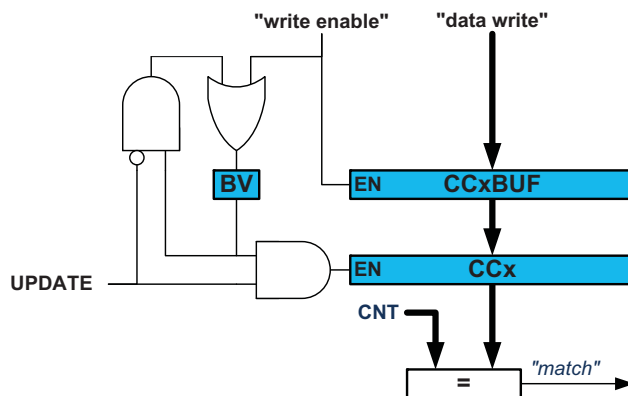 "write enable"
"data write"
BV
EN
CCxBUF
EN
CCx
UPDATE
CNT
=
"match"